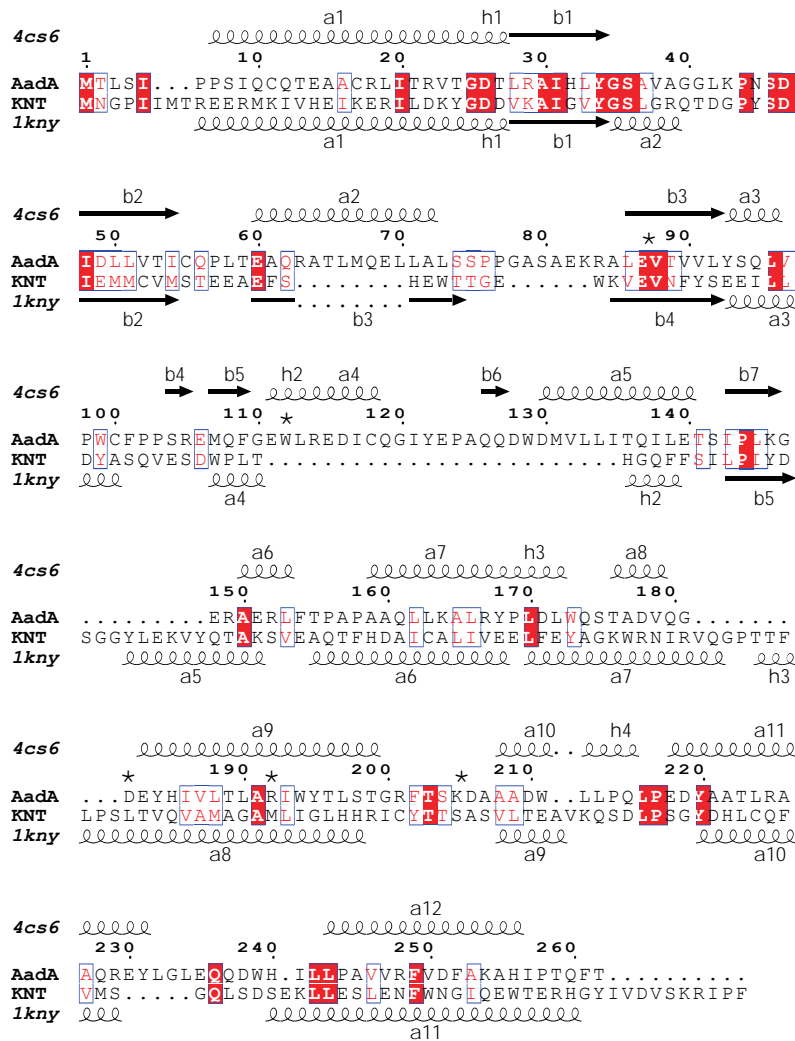 a1 h1 b1
4cs6
1 10 20 30 40
AadA MTLSI...PPSIQCQTEAACRLITRVTGDTLRAIHLYGSAVAGGLKPNSD
KNT MNGPIIMTREERMKIVHEIKERILDKYGDDVKAIGVYGSLGRQTDGPYSD
1kny
a1 h1 b1 a2
b2 a2 b3 a3
4cs6
50 60 70 80 * 90
AadA IDLLVTICQPLTEAQRATLMQELLALSSPPGASAEKRALEVTVVLYSQLV
KNT IEMMCVMSTEEAEFS........HEWTTGE......WKVEVNFYSEEILL
1kny
b2 b3 b4 a3
b4 b5 h2 a4 b6 a5 b7
4cs6
100 110 * 120 130 140
AadA PWCFPPSREMQFGEWLREDICQGIYEPAQQDWDMVLLITQILETSIPLKG
KNT DYASQVESDWPLT.........................HGQFFSILPIYD
1kny
a4 h2 b5
a6 a7 h3 a8
4cs6
150 160 170 180
AadA .........ERAERLFTPAPAAQLLKALRYPLDLWQSTADVQG.......
KNT SGGYLEKVYQTAKSVEAQTFHDAICALIVEELFEYAGKWRNIRVQGPTTF
1kny
a5 a6 a7 h3
a9 a10 h4 a11
4cs6
* 190 * 200 * 210 220
AadA ...DEYHIVLTLARIWYTLSTGRFTSKDAAADW..LLPQLPEDYAATLRA
KNT LPSLTVQVAMAGAMLIGLHHRICYTTSASVLTEAVKQSDLPSGYDHLCQF
1kny
a8 a9 a10
a12
4cs6
230 240 250 260
AadA AQREYLGLEQQDWH.ILLPAVVRFVDFAKAHIPTQFT..........
KNT VMS.....GQLSDSEKLLESLENFWNGIQEWTERHGYIVDVSKRIPF
1kny
a11